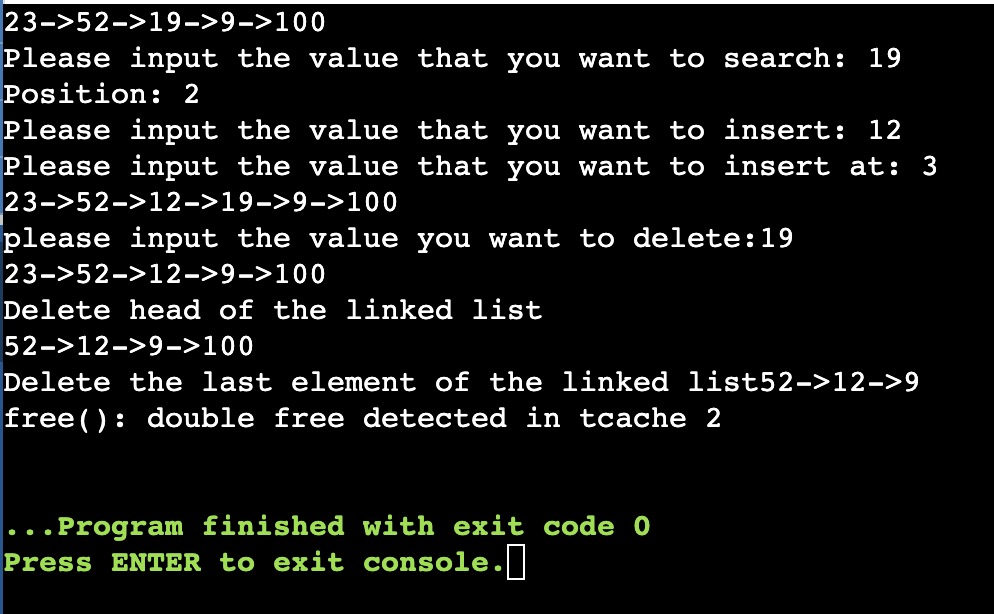 23->52->19->9->100
Please input the value that you want to search: 19
Position: 2
Please input the value that you want to insert: 12
Please input the value that you want to insert at: 3
23->52->12->19->9->100
please input the value you want to delete:19
23->52->12->9->100
Delete head of the linked list
52->12->9->100
Delete the last element of the linked list52->12->9
free(): double free detected in tcache 2
...Program finished with exit code 0
Press ENTER to exit console.